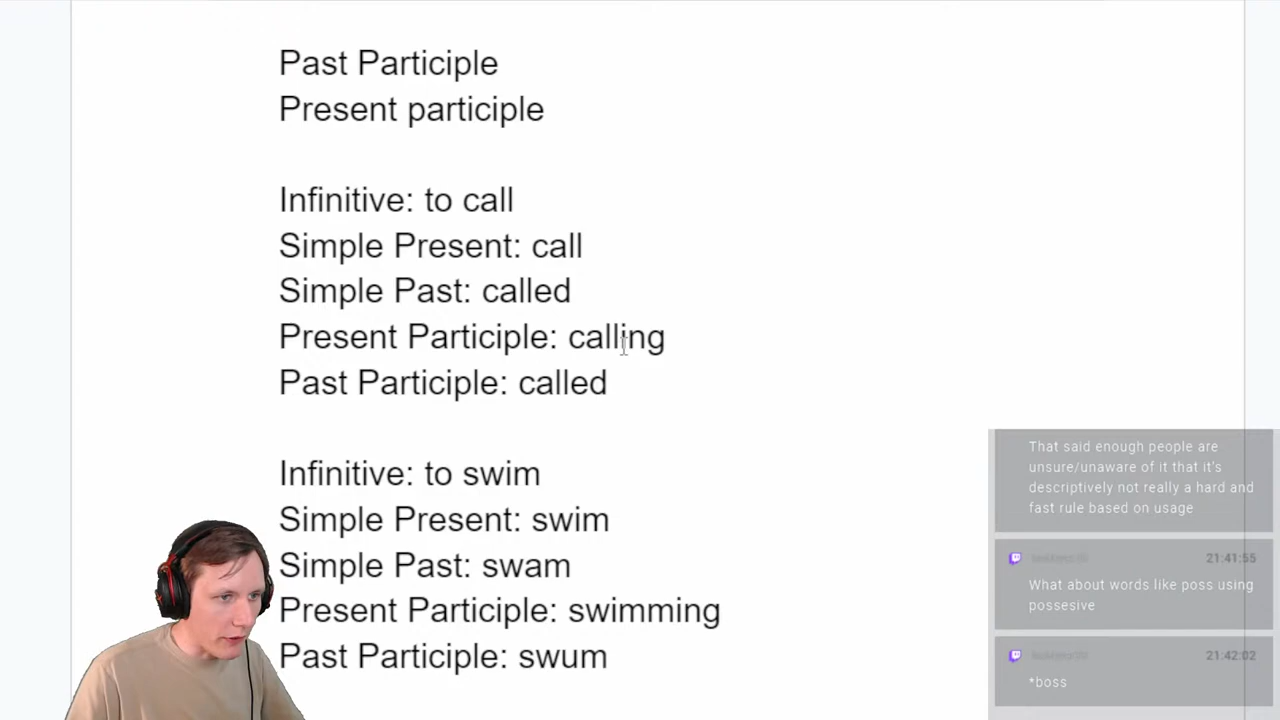 Past Participle
Present participle
Infinitive: to call
Simple Present: call
Simple Past: called
Present Participle: calling
Past Participle: called
Infinitive: to swim
Simple Present: swim
Simple Past: swam
Present Participle: swimming
Past Participle: swum
That said enough people are
unsure/unaware of it that it's
descriptively not really a hard and
fast rule based on usage
21:41:55
What about words like poss using
possesive
21:42:02
*boss